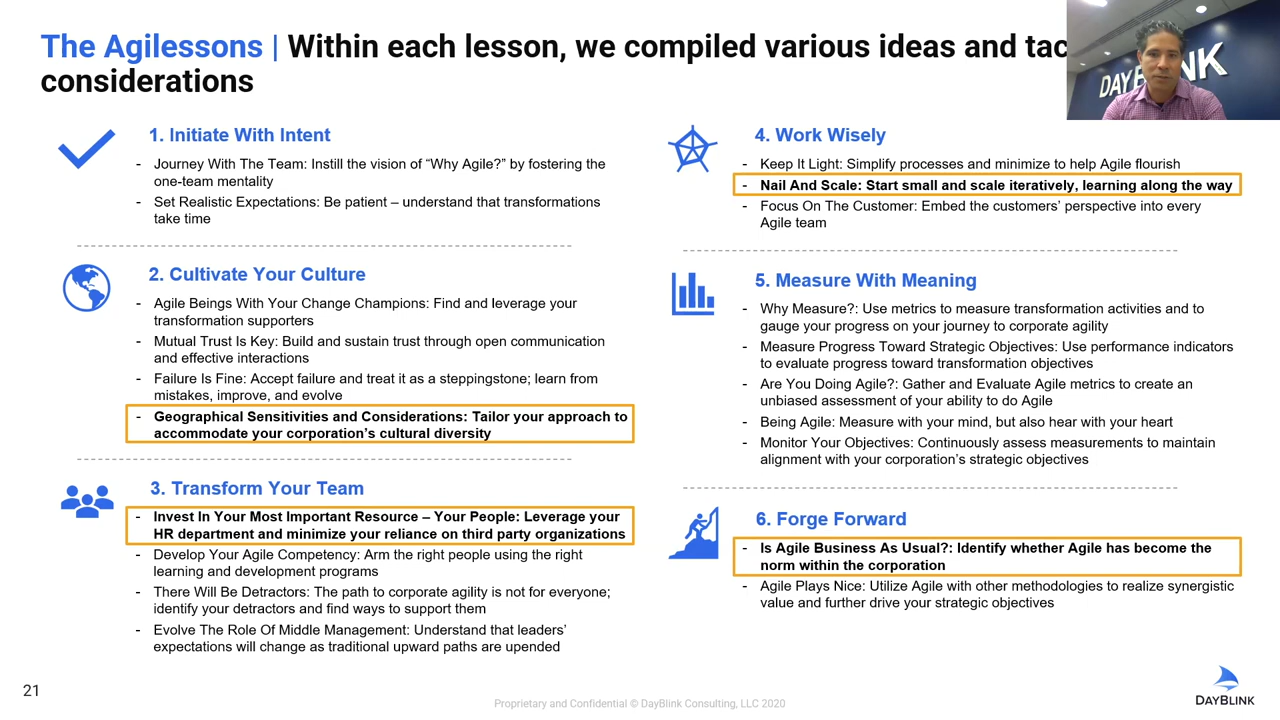 The Agilessons | Within each lesson, we compiled various ideas and
considerations
DAYBLINK
1. Initiate With Intent
- Journey With The Team: Instill the vision of “Why Agile?” by fostering the
one-team mentality
- Set Realistic Expectations: Be patient – understand that transformations
take time
2. Cultivate Your Culture
- Agile Beings With Your Change Champions: Find and leverage your
transformation supporters
- Mutual Trust Is Key: Build and sustain trust through open communication
and effective interactions
- Failure Is Fine: Accept failure and treat it as a steppingstone; learn from
mistakes, improve, and evolve
- Geographical Sensitivities and Considerations: Tailor your approach to
accommodate your corporation’s cultural diversity
3. Transform Your Team
- Invest In Your Most Important Resource – Your People: Leverage your
HR department and minimize your reliance on third party organizations
- Develop Your Agile Competency: Arm the right people using the right
learning and development programs
- There Will Be Detractors: The path to corporate agility is not for everyone;
identify your detractors and find ways to support them
- Evolve The Role Of Middle Management: Understand that leaders’
expectations will change as traditional upward paths are upended
4. Work Wisely
- Keep It Light: Simplify processes and minimize to help Agile flourish
- Nail And Scale: Start small and scale iteratively, learning along the way
- Focus On The Customer: Embed the customers’ perspective into every
Agile team
5. Measure With Meaning
- Why Measure?: Use metrics to measure transformation activities and to
gauge your progress on your journey to corporate agility
- Measure Progress Toward Strategic Objectives: Use performance indicators
to evaluate progress toward transformation objectives
- Are You Doing Agile?: Gather and Evaluate Agile metrics to create an
unbiased assessment of your ability to do Agile
- Being Agile: Measure with your mind, but also hear with your heart
- Monitor Your Objectives: Continuously assess measurements to maintain
alignment with your corporation’s strategic objectives
6. Forge Forward
- Is Agile Business As Usual?: Identify whether Agile has become the
norm within the corporation
- Agile Plays Nice: Utilize Agile with other methodologies to realize synergistic
value and further drive your strategic objectives
21
Proprietary and Confidential © DayBlink Consulting, LLC 2020
DAYBLINK